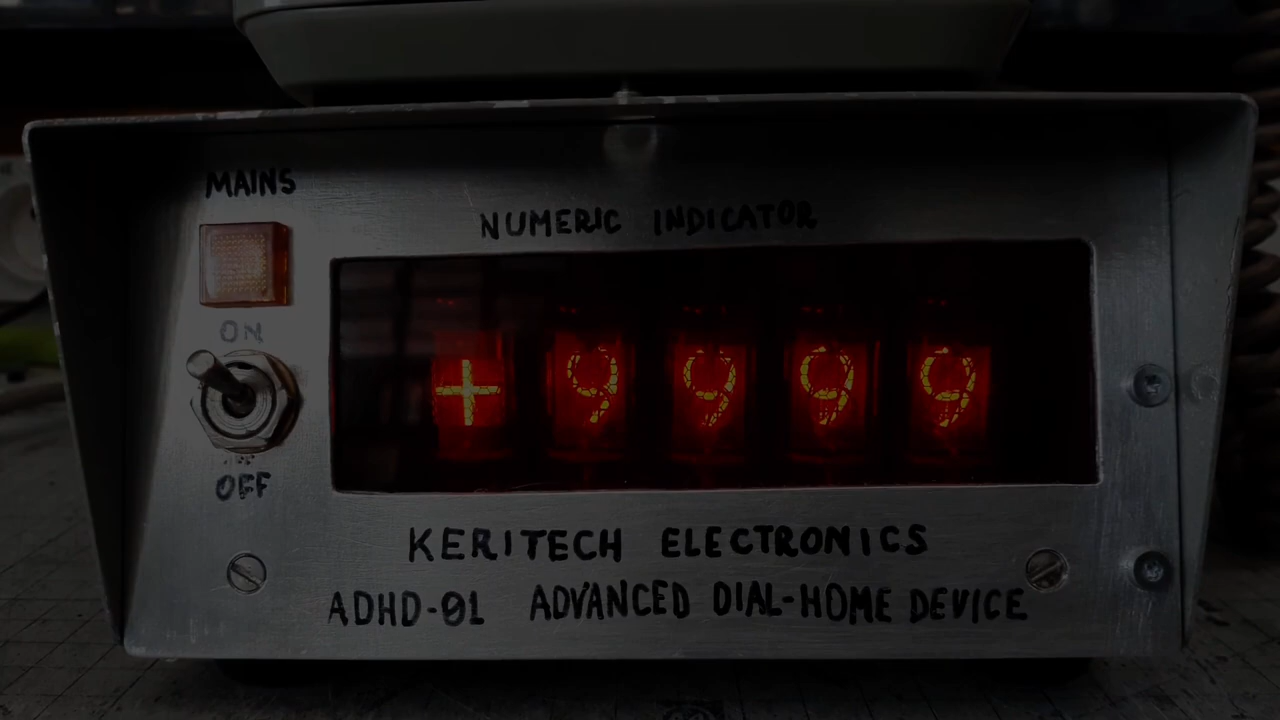 MAINS
NUMERIC INDICATOR
ON
+9999
OFF
KERITECH ELECTRONICS
ADHD-01 ADVANCED DIAL-HOME DEVICE